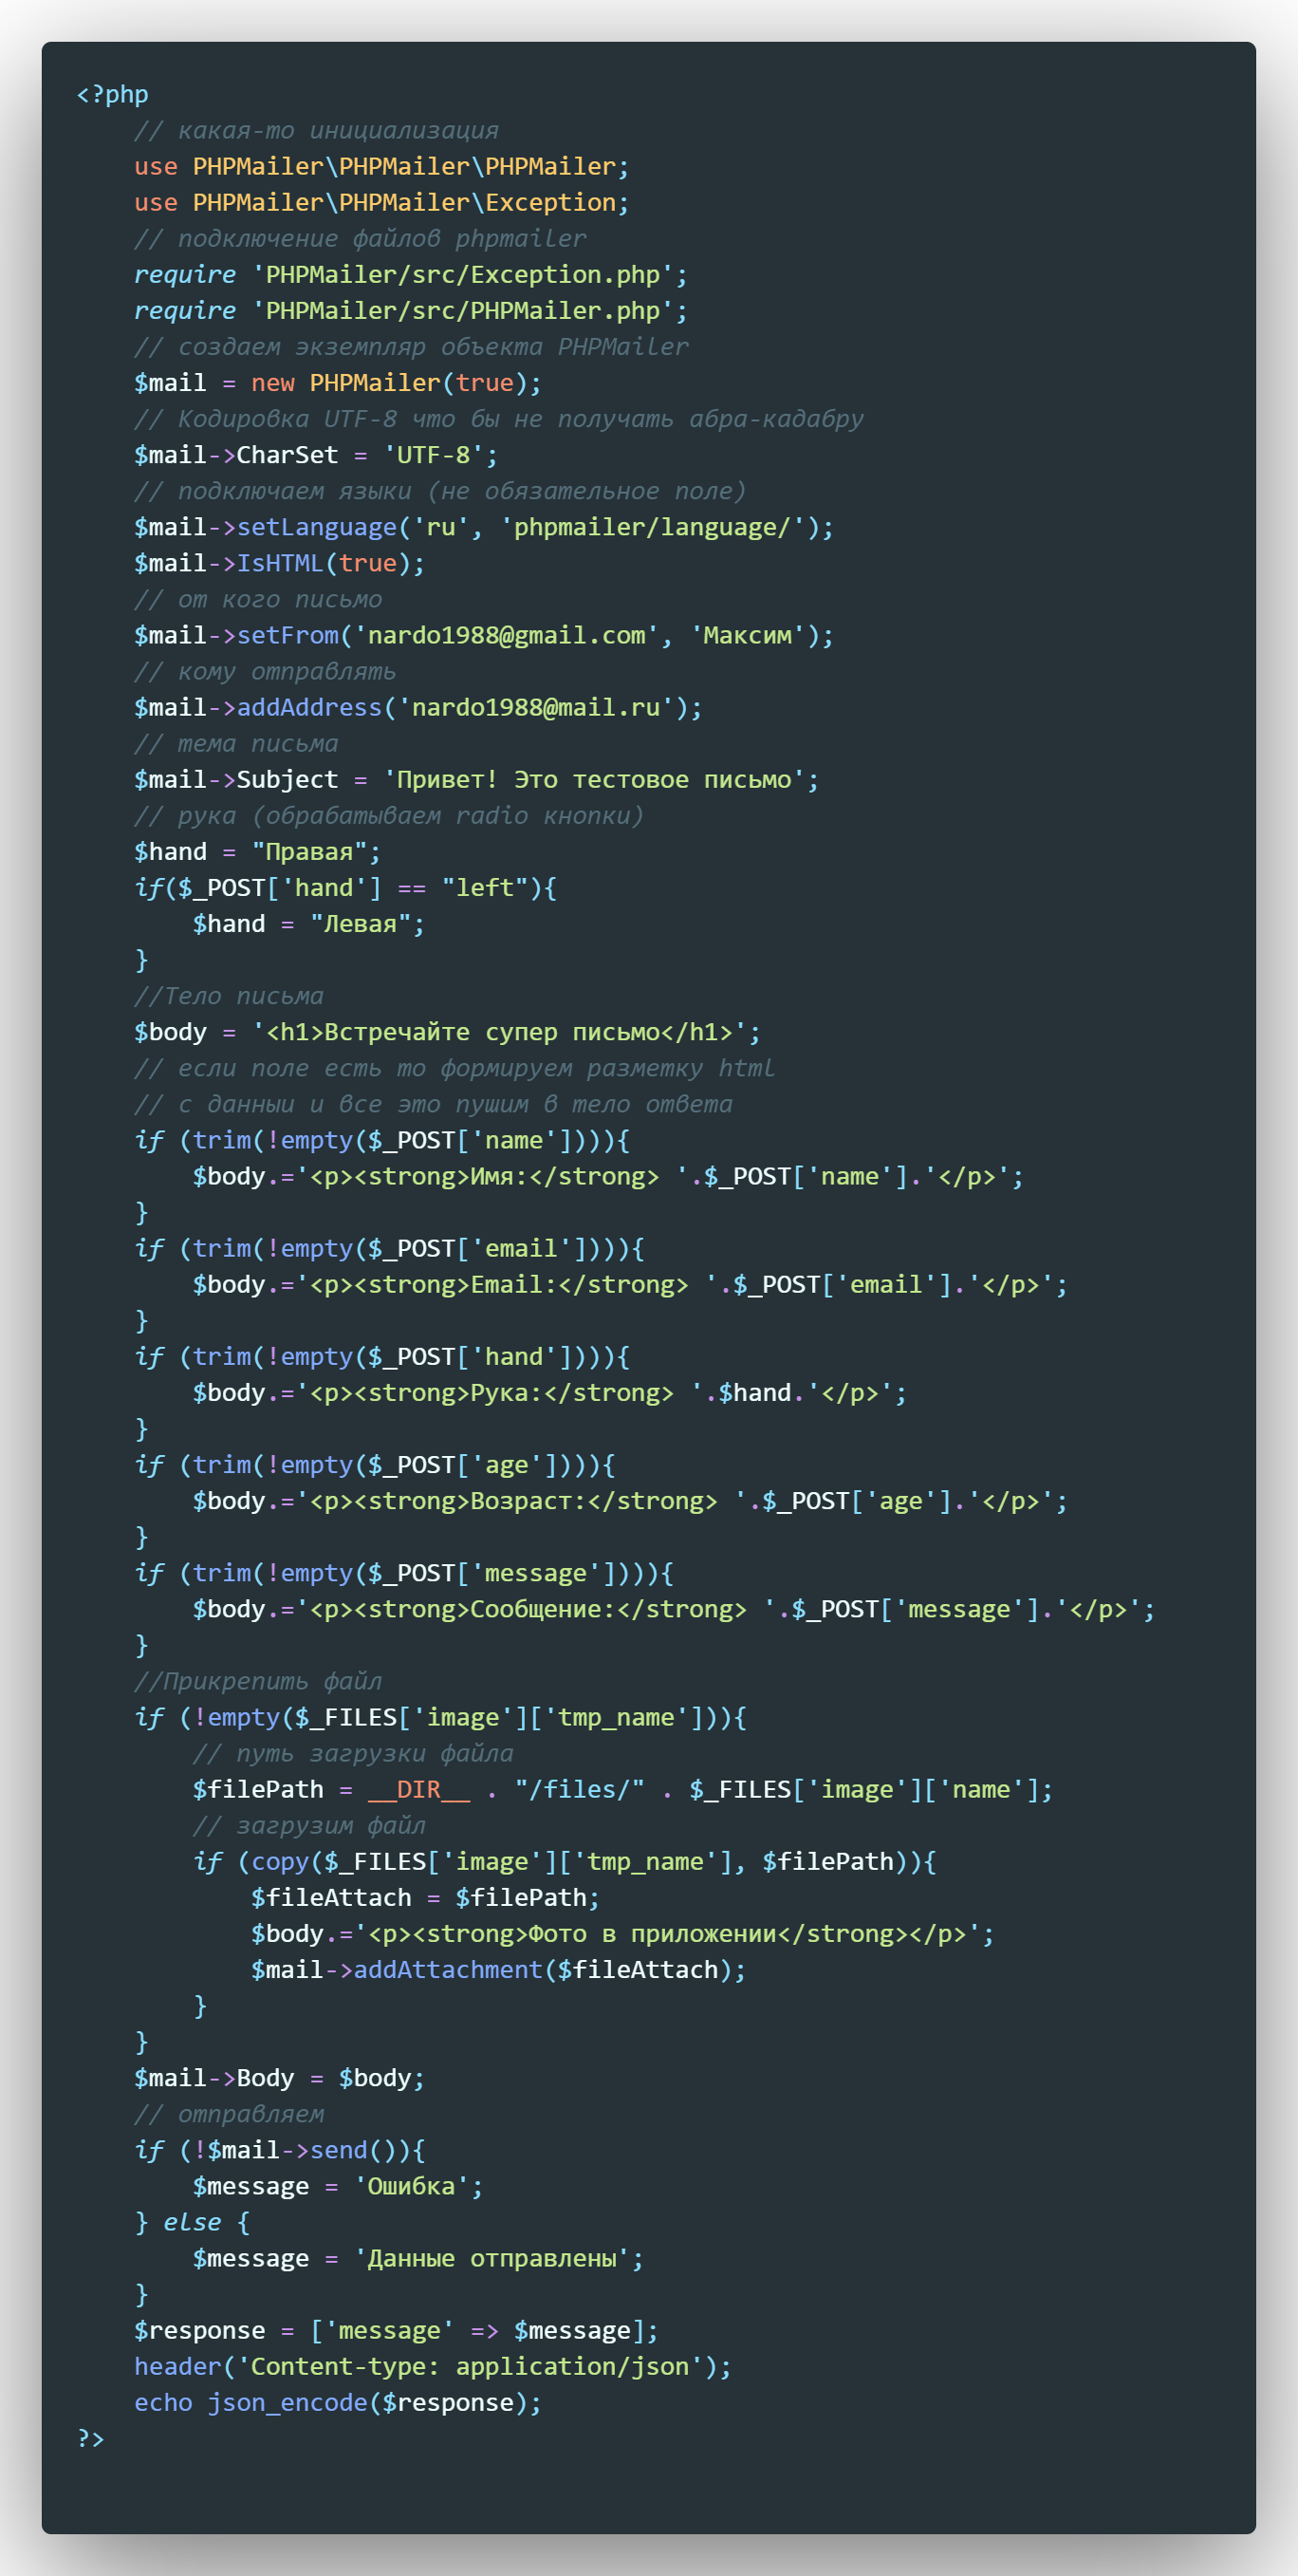 <?php
    // какая-то инициализация
    use PHPMailer\PHPMailer\PHPMailer;
    use PHPMailer\PHPMailer\Exception;
    // подключение файлов phpmailer
    require 'PHPMailer/src/Exception.php';
    require 'PHPMailer/src/PHPMailer.php';
    // создаем экземпляр объекта PHPMailer
    $mail = new PHPMailer(true);
    // Кодировка UTF-8 что бы не получать абра-кадабру
    $mail->CharSet = 'UTF-8';
    // подключаем языки (не обязательное поле)
    $mail->setLanguage('ru', 'phpmailer/language/');
    $mail->IsHTML(true);
    // от кого письмо
    $mail->setFrom('nardo1988@gmail.com', 'Максим');
    // кому отправлять
    $mail->addAddress('nardo1988@mail.ru');
    // тема письма
    $mail->Subject = 'Привет! Это тестовое письмо';
    // рука (обрабатываем radio кнопки)
    $hand = "Правая";
    if($_POST['hand'] == "left"){
        $hand = "Левая";
    }
    //Тело письма
    $body = '<h1>Встречайте супер письмо</h1>';
    // если поле есть то формируем разметку html
    // с данныи и все это пушим в тело ответа
    if (trim(!empty($_POST['name']))){
        $body.='<p><strong>Имя:</strong> '.$_POST['name'].'</p>';
    }
    if (trim(!empty($_POST['email']))){
        $body.='<p><strong>Email:</strong> '.$_POST['email'].'</p>';
    }
    if (trim(!empty($_POST['hand']))){
        $body.='<p><strong>Рука:</strong> '.$hand.'</p>';
    }
    if (trim(!empty($_POST['age']))){
        $body.='<p><strong>Возраст:</strong> '.$_POST['age'].'</p>';
    }
    if (trim(!empty($_POST['message']))){
        $body.='<p><strong>Сообщение:</strong> '.$_POST['message'].'</p>';
    }
    //Прикрепить файл
    if (!empty($_FILES['image']['tmp_name'])){
        // путь загрузки файла
        $filePath = __DIR__ . "/files/" . $_FILES['image']['name'];
        // загрузим файл
        if (copy($_FILES['image']['tmp_name'], $filePath)){
            $fileAttach = $filePath;
            $body.='<p><strong>Фото в приложении</strong></p>';
            $mail->addAttachment($fileAttach);
        }
    }
    $mail->Body = $body;
    // отправляем
    if (!$mail->send()){
        $message = 'Ошибка';
    } else {
        $message = 'Данные отправлены';
    }
    $response = ['message' => $message];
    header('Content-type: application/json');
    echo json_encode($response);
?>